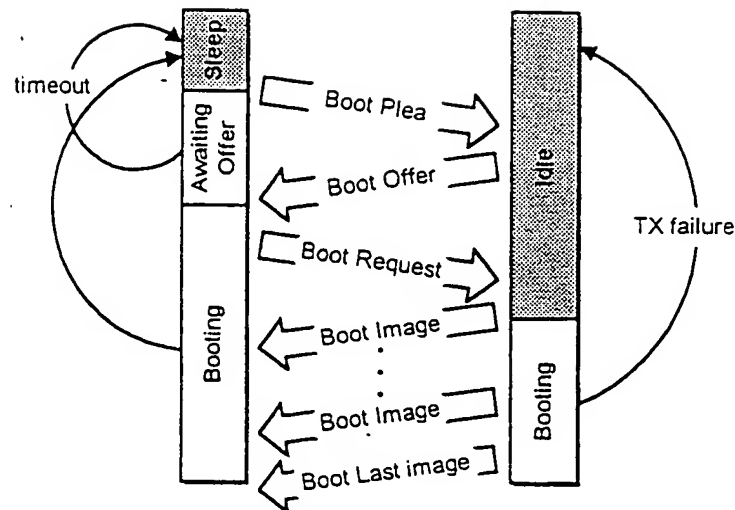 Sleep
timeout
Boot Plea
Awaiting
Offer
Idle
Boot Offer
TX failure
Boot Request
Booting
Boot Image
Boot Image
Booting
Boot Last image